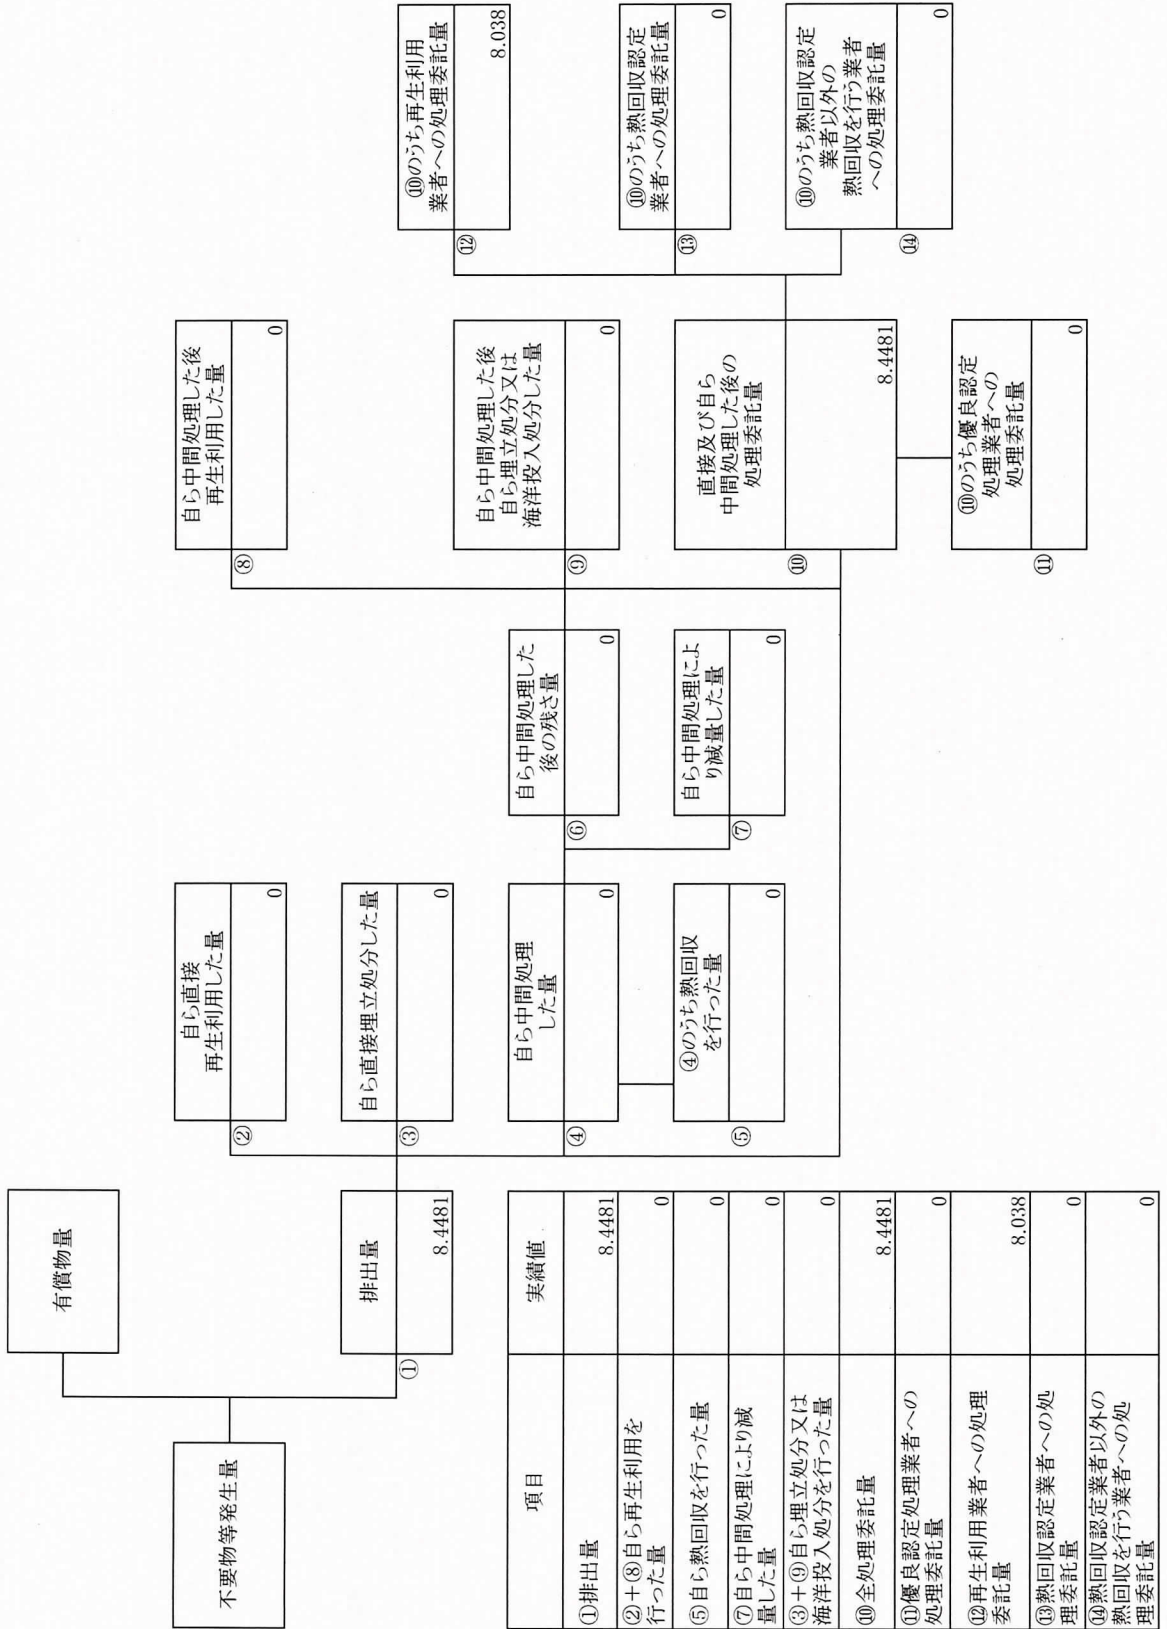 不要物等発生量
有償物量
①
排出量
8.4481
②
自ら直接
再生利用した量
0
③
自ら直接埋立処分した量
0
④
自ら中間処理
した量
0
⑤
④のうち熱回収
を行った量
0
⑥
自ら中間処理した
後の残さ量
0
⑦
自ら中間処理によ
り減量した量
0
⑧
自ら中間処理した後
再生利用した量
0
⑨
自ら中間処理した後
自ら埋立処分又は
海洋投入処分した量
0
⑩
直接及び自ら
中間処理した後の
処理委託量
8.4481
⑪
⑩のうち優良認定
処理業者への
処理委託量
0
⑫
⑩のうち再生利用
業者への処理委託量
8.038
⑬
⑩のうち熱回収認定
業者への処理委託量
0
⑭
⑩のうち熱回収認定
業者以外の
熱回収を行う業者
への処理委託量
0
項目 実績値
①排出量 8.4481
②+⑧自ら再生利用を
行った量 0
⑤自ら熱回収を行った量 0
⑦自ら中間処理により減
量した量 0
③+⑨自ら埋立処分又は
海洋投入処分を行った量 0
⑩全処理委託量 8.4481
⑪優良認定処理業者への
処理委託量 0
⑫再生利用業者への処理
委託量 8.038
⑬熱回収認定業者への処
理委託量 0
⑭熱回収認定業者以外の
熱回収を行う業者への処
理委託量 0